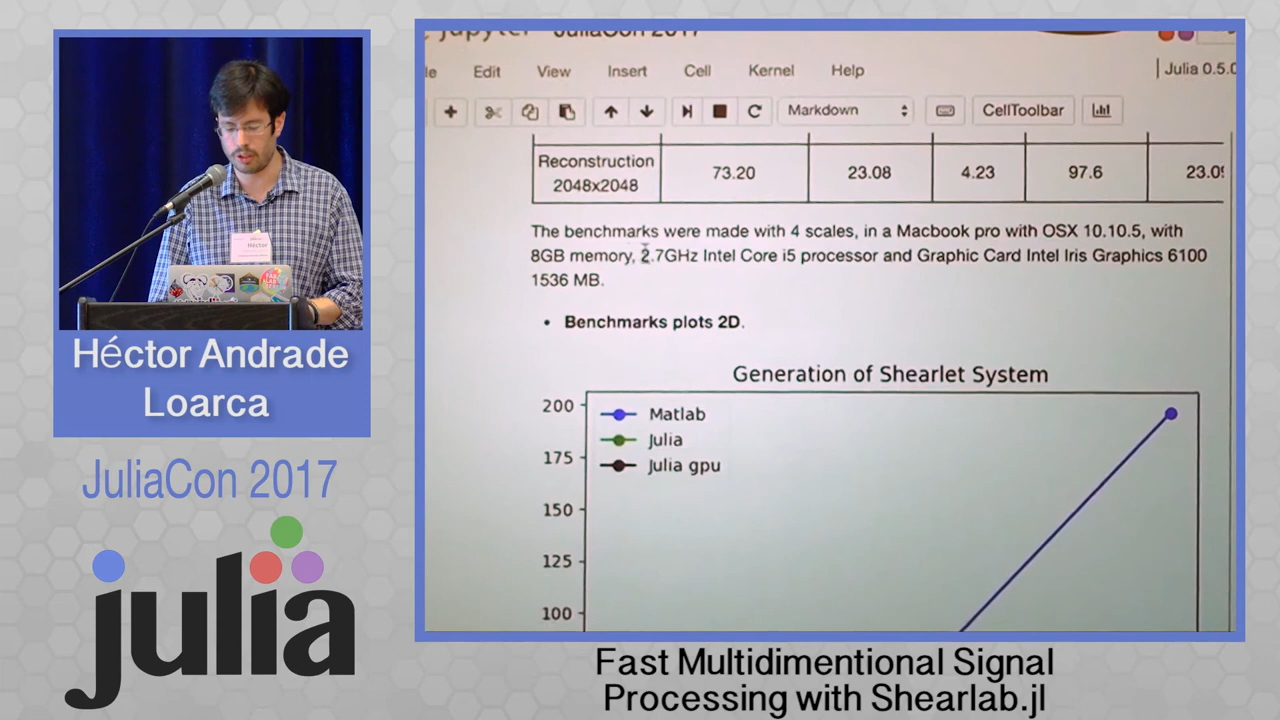 Héctor
Héctor Andrade
Loarca
JuliaCon 2017
julia
JuliaCon 2017
Edit View Insert Cell Kernel Help
Julia 0.5.0
Markdown CellToolbar
Reconstruction
2048x2048
73.20 23.08 4.23 97.6
The benchmarks were made with 4 scales, in a Macbook pro with OSX 10.10.5, with
8GB memory, 2.7GHz Intel Core i5 processor and Graphic Card Intel Iris Graphics 6100
1536 MB.
• Benchmarks plots 2D.
Generation of Shearlet System
200
175
150
125
100
Matlab
Julia
Julia gpu
Fast Multidimentional Signal
Processing with Shearlab.jl